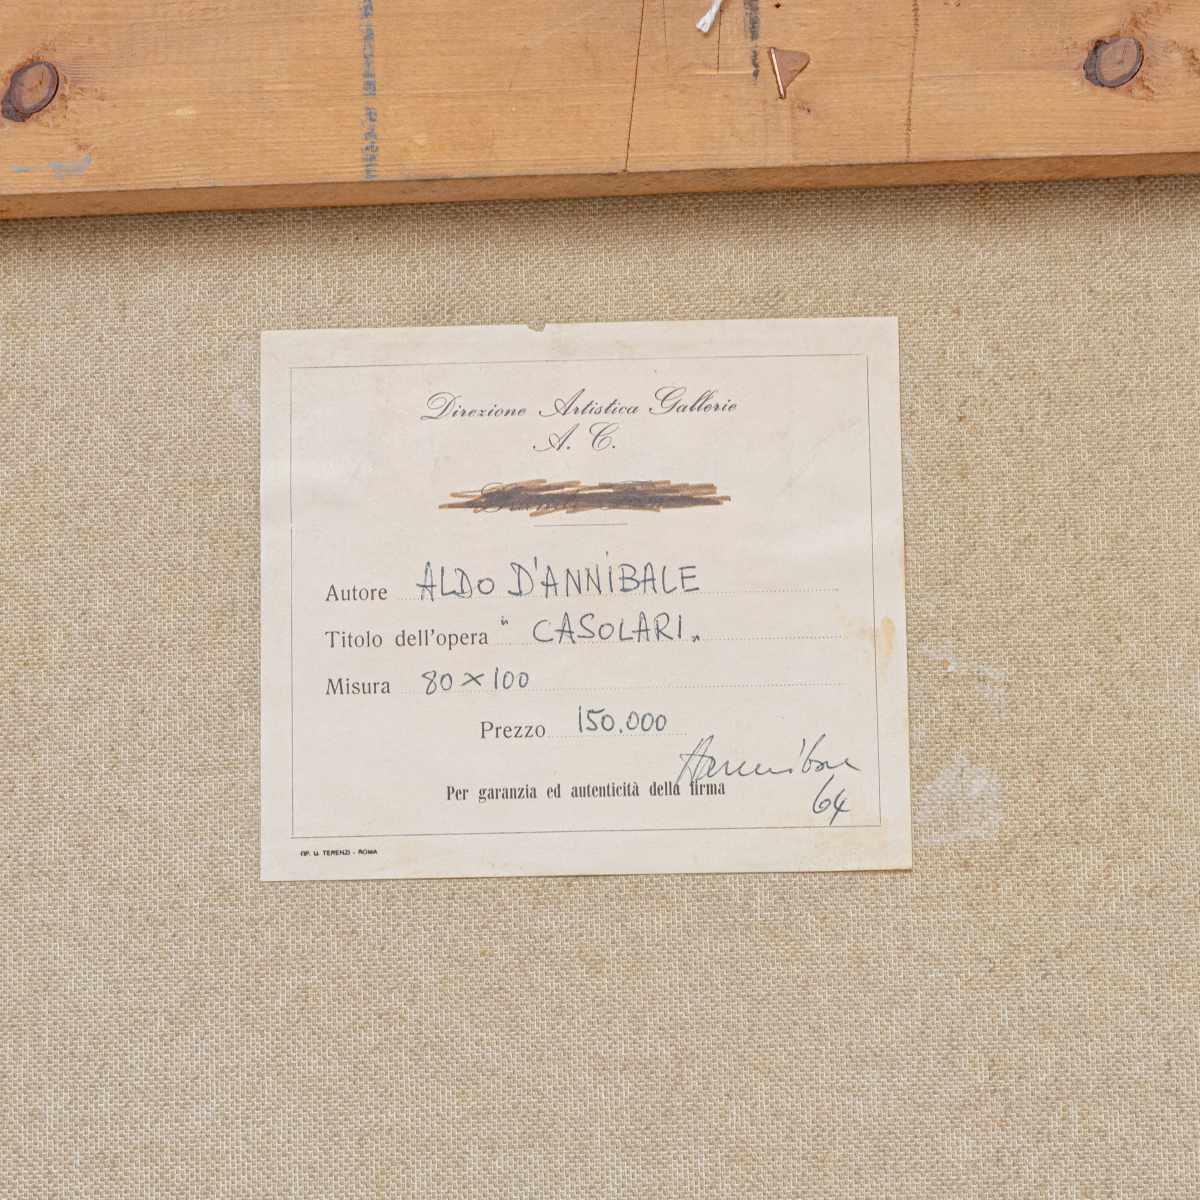 Direzione Artistica Gallerie
A. C.
Autore ALDO D'ANNIBALE
Titolo dell'opera " CASOLARI "
Misura 80 × 100
Prezzo 150.000
Per garanzia ed autenticità della firma
64
TIP. U. TERENZI - ROMA